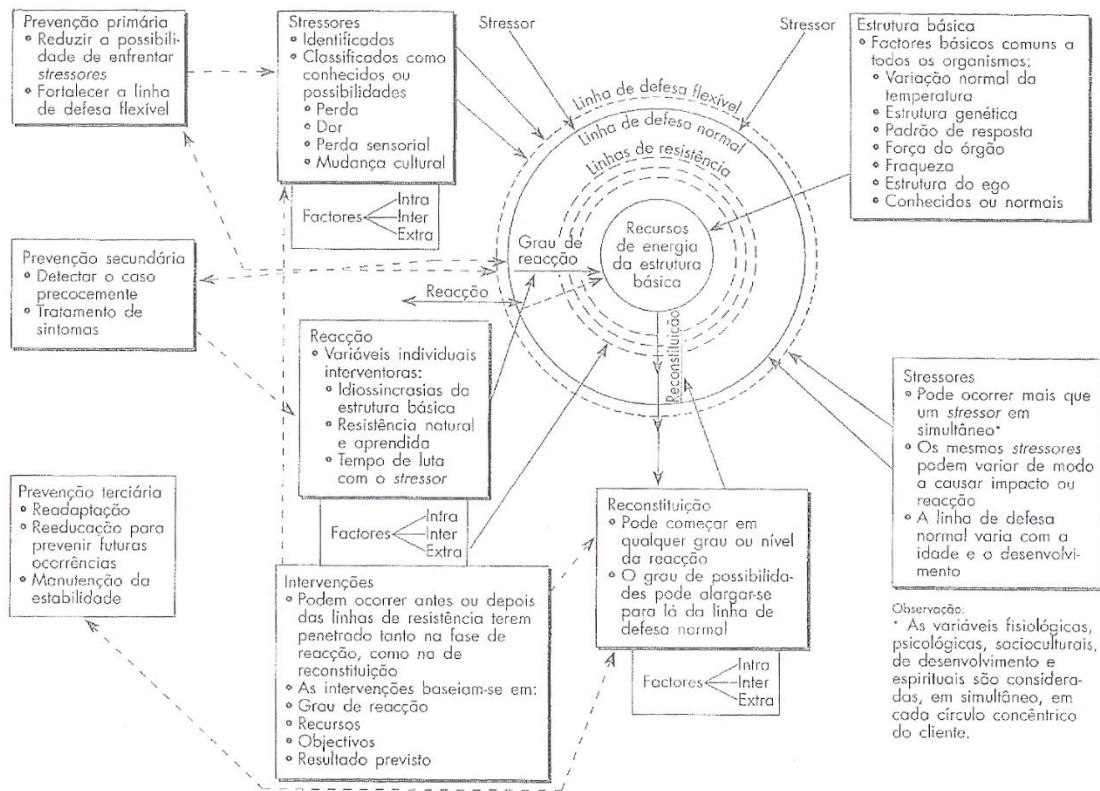 Prevenção primária
• Reduzir a possibili-
dade de enfrentar
stressores
• Fortalecer a linha
de defesa flexível
Stressores
• Identificados
• Classificados como
conhecidos ou
possibilidades
• Perda
• Dor
• Perda sensorial
• Mudança cultural
Factores
Intra
Inter
Extra
Stressor
Stressor
Estrutura básica
• Factores básicos comuns a
todos os organismos:
• Variação normal da
temperatura
• Estrutura genética
• Padrão de resposta
• Força do órgão
• Fraqueza
• Estrutura do ego
• Conhecidos ou normais
Linha de defesa flexível
Linha de defesa normal
Linhas de resistência
Recursos
de energia
da estrutura
básica
Grau de
reacção
Reacção
Reconstituição
Prevenção secundária
• Detectar o caso
precocemente
• Tratamento de
sintomas
Reacção
• Variáveis individuais
interventoras:
• Idiossincrasias da
estrutura básica
• Resistência natural
e aprendida
• Tempo de luta
com o stressor
Factores
Intra
Inter
Extra
Stressores
• Pode ocorrer mais que
um stressor em
simultâneo*
• Os mesmos stressores
podem variar de modo
a causar impacto ou
reacção
• A linha de defesa
normal varia com a
idade e o desenvolvi-
mento
Prevenção terciária
• Readaptação
• Reeducação para
prevenir futuras
ocorrências
• Manutenção da
estabilidade
Intervenções
• Podem ocorrer antes ou depois
das linhas de resistência terem
penetrado tanto na fase de
reacção, como na de
reconstituição
• As intervenções baseiam-se em:
• Grau de reacção
• Recursos
• Objectivos
• Resultado previsto
Reconstituição
• Pode começar em
qualquer grau ou nível
da reacção
• O grau de possibilida-
des pode alargar-se
para lá da linha de
defesa normal
Factores
Intra
Inter
Extra
Observação:
* As variáveis fisiológicas,
psicológicas, socioculturais,
de desenvolvimento e
espirituais são considera-
das, em simultâneo, em
cada círculo concêntrico
do cliente.